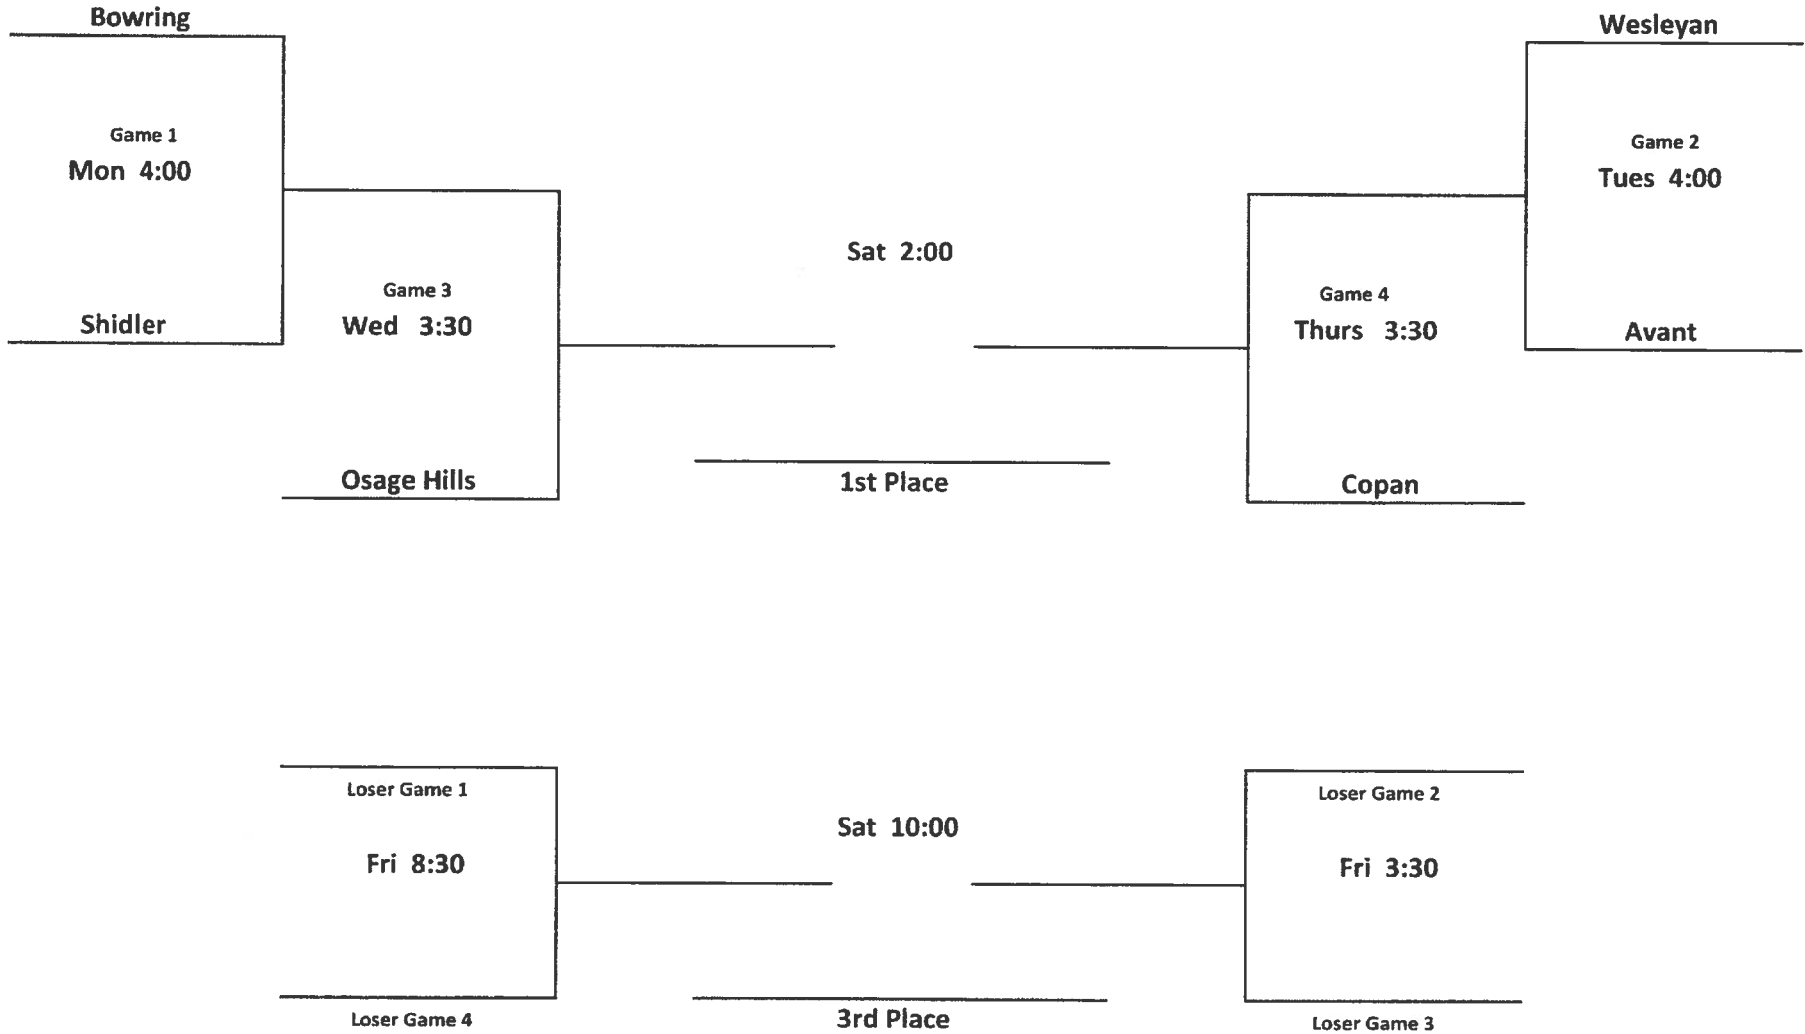 Bowring
Wesleyan
Game 1
Mon 4:00
Game 2
Tues 4:00
Sat 2:00
Game 3
Wed 3:30
Game 4
Thurs 3:30
Shidler
Avant
Osage Hills
1st Place
Copan
Loser Game 1
Loser Game 2
Sat 10:00
Fri 8:30
Fri 3:30
Loser Game 4
3rd Place
Loser Game 3